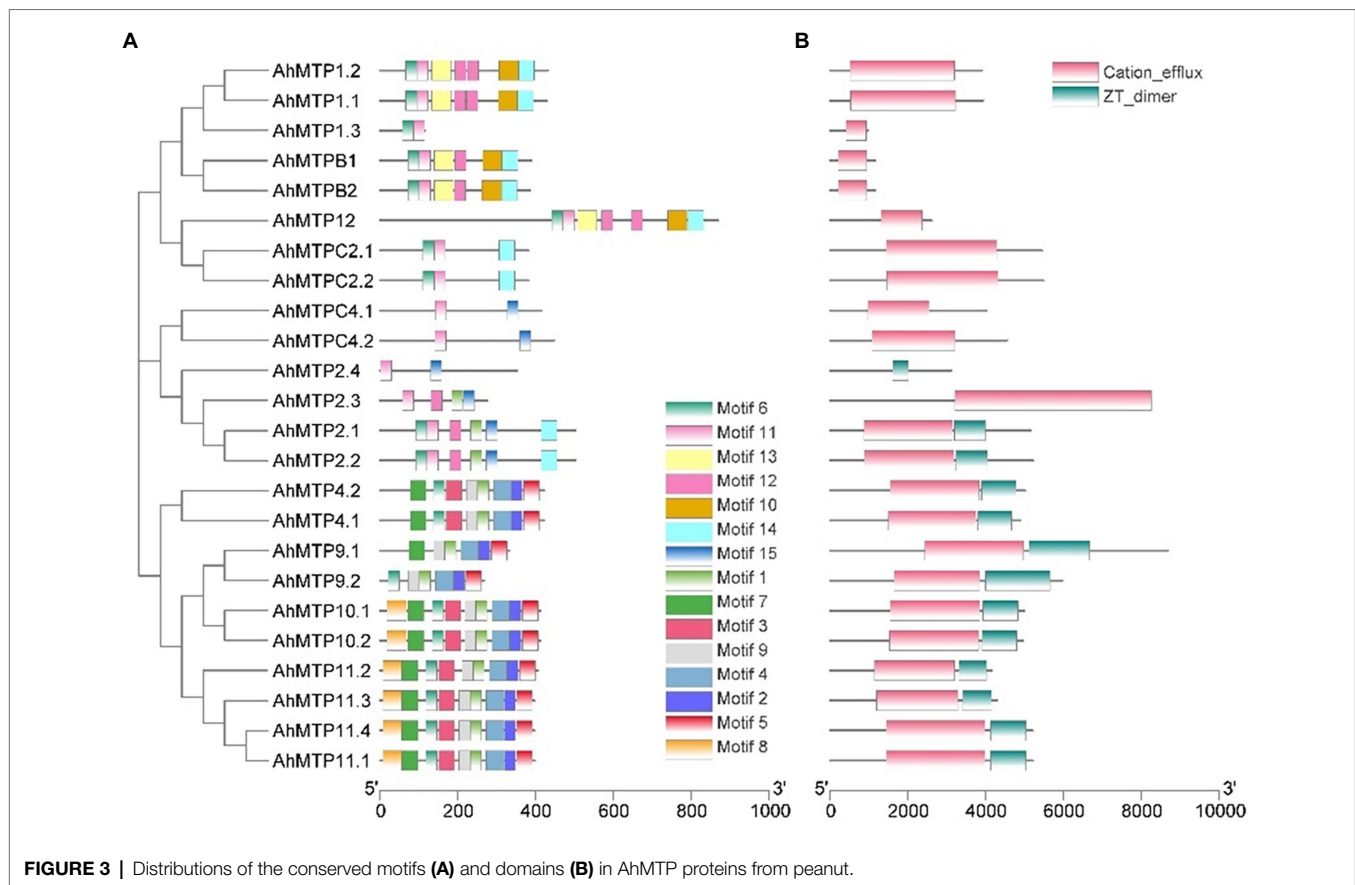 A
B
AhMTP1.2
AhMTP1.1
AhMTP1.3
AhMTPB1
AhMTPB2
AhMTP12
AhMTPC2.1
AhMTPC2.2
AhMTPC4.1
AhMTPC4.2
AhMTP2.4
AhMTP2.3
AhMTP2.1
AhMTP2.2
AhMTP4.2
AhMTP4.1
AhMTP9.1
AhMTP9.2
AhMTP10.1
AhMTP10.2
AhMTP11.2
AhMTP11.3
AhMTP11.4
AhMTP11.1
Motif 6
Motif 11
Motif 13
Motif 12
Motif 10
Motif 14
Motif 15
Motif 1
Motif 7
Motif 3
Motif 9
Motif 4
Motif 2
Motif 5
Motif 8
5' 3'
0 200 400 600 800 1000
Cation_efflux
ZT_dimer
5' 3'
0 2000 4000 6000 8000 10000
FIGURE 3 | Distributions of the conserved motifs (A) and domains (B) in AhMTP proteins from peanut.